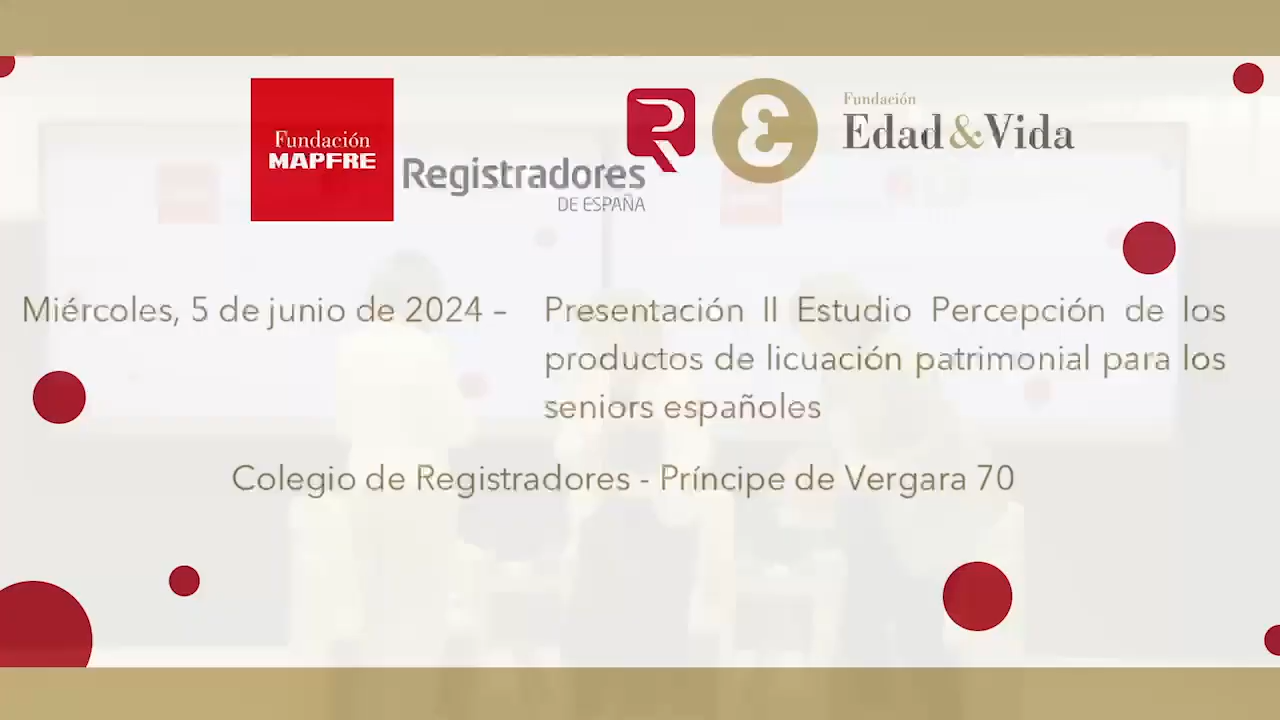 Fundación
MAPFRE
Registradores
DE ESPAÑA
Fundación
Edad&Vida
Miércoles, 5 de junio de 2024 – Presentación II Estudio Percepción de los
productos de licuación patrimonial para los
seniors españoles
Colegio de Registradores - Príncipe de Vergara 70